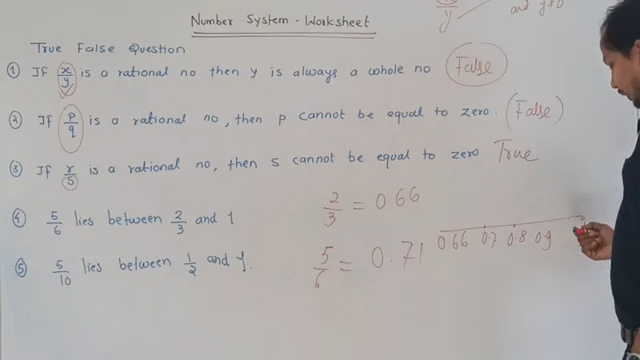 Number System - Worksheet
and y≠0
True False Question
① If x/y is a rational no then y is always a whole no False
② If p/q is a rational no, then p cannot be equal to zero. (False)
③ If r/s is a rational no, then s cannot be equal to zero True
④ 5/6 lies between 2/3 and 1
2/3 = 0 66
⑤ 5/10 lies between 1/2 and 1.
5/6 = 0.71
0.66 0.7 0.8 0.9